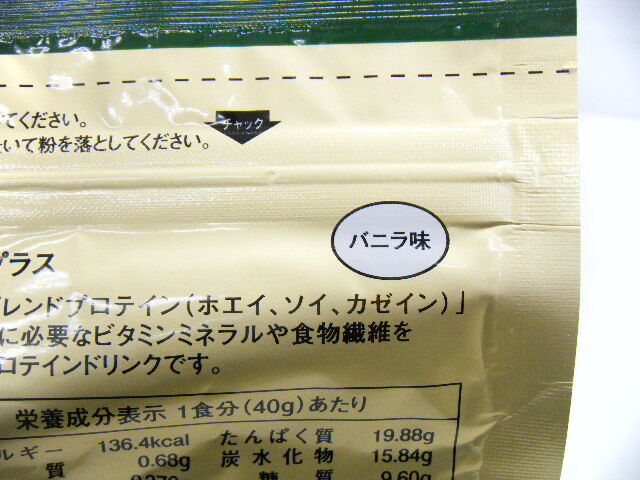 てください。
いて粉を落としてください。
チャック
バニラ味
プラス
レンドプロテイン(ホエイ、ソイ、カゼイン)」
に必要なビタミンミネラルや食物繊維を
ロテインドリンクです。
栄養成分表示 1食分(40g)あたり
ルギー 136.4kcal たんぱく質 19.88g
質 0.68g 炭水化物 15.84g
糖質 9.60g